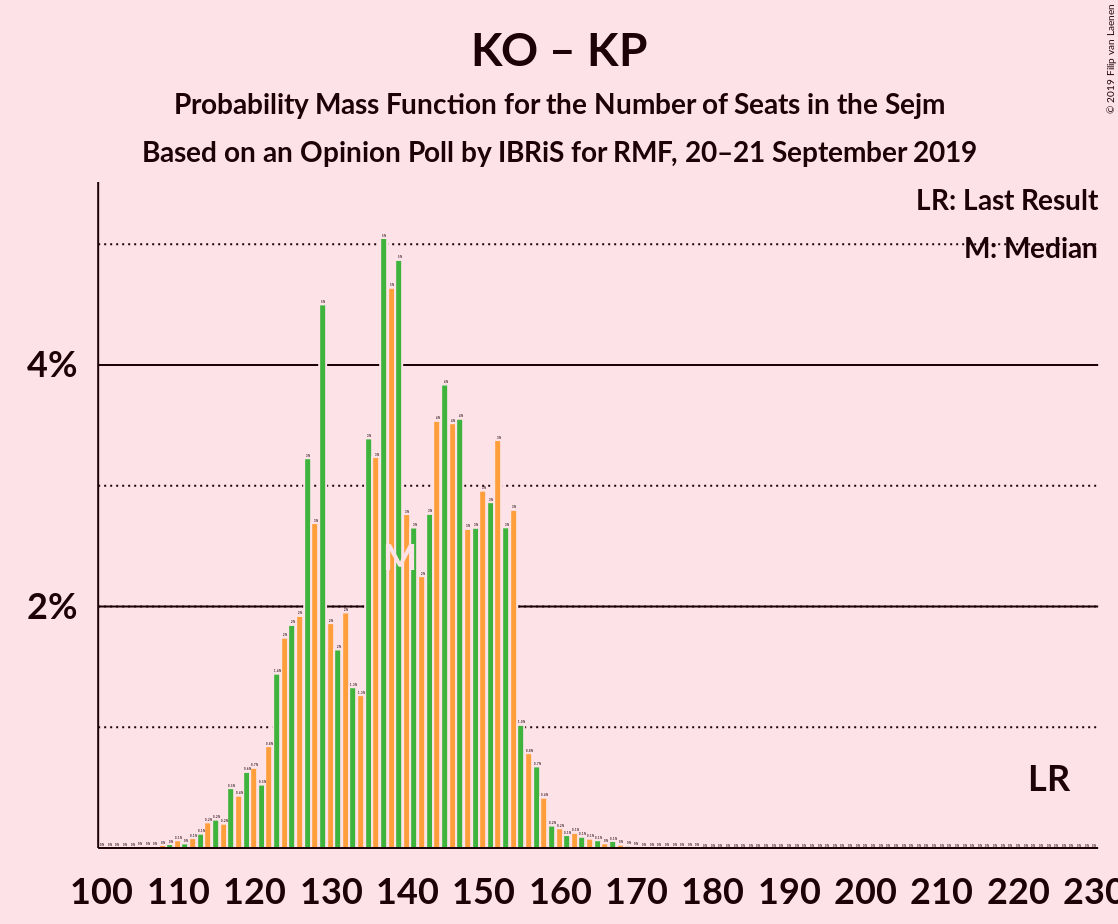 KO – KP
Probability Mass Function for the Number of Seats in the Sejm
Based on an Opinion Poll by IBRiS for RMF, 20–21 September 2019
© 2019 Filip van Laenen
LR: Last Result
M: Median
4%
2%
M
LR
100 110 120 130 140 150 160 170 180 190 200 210 220 230